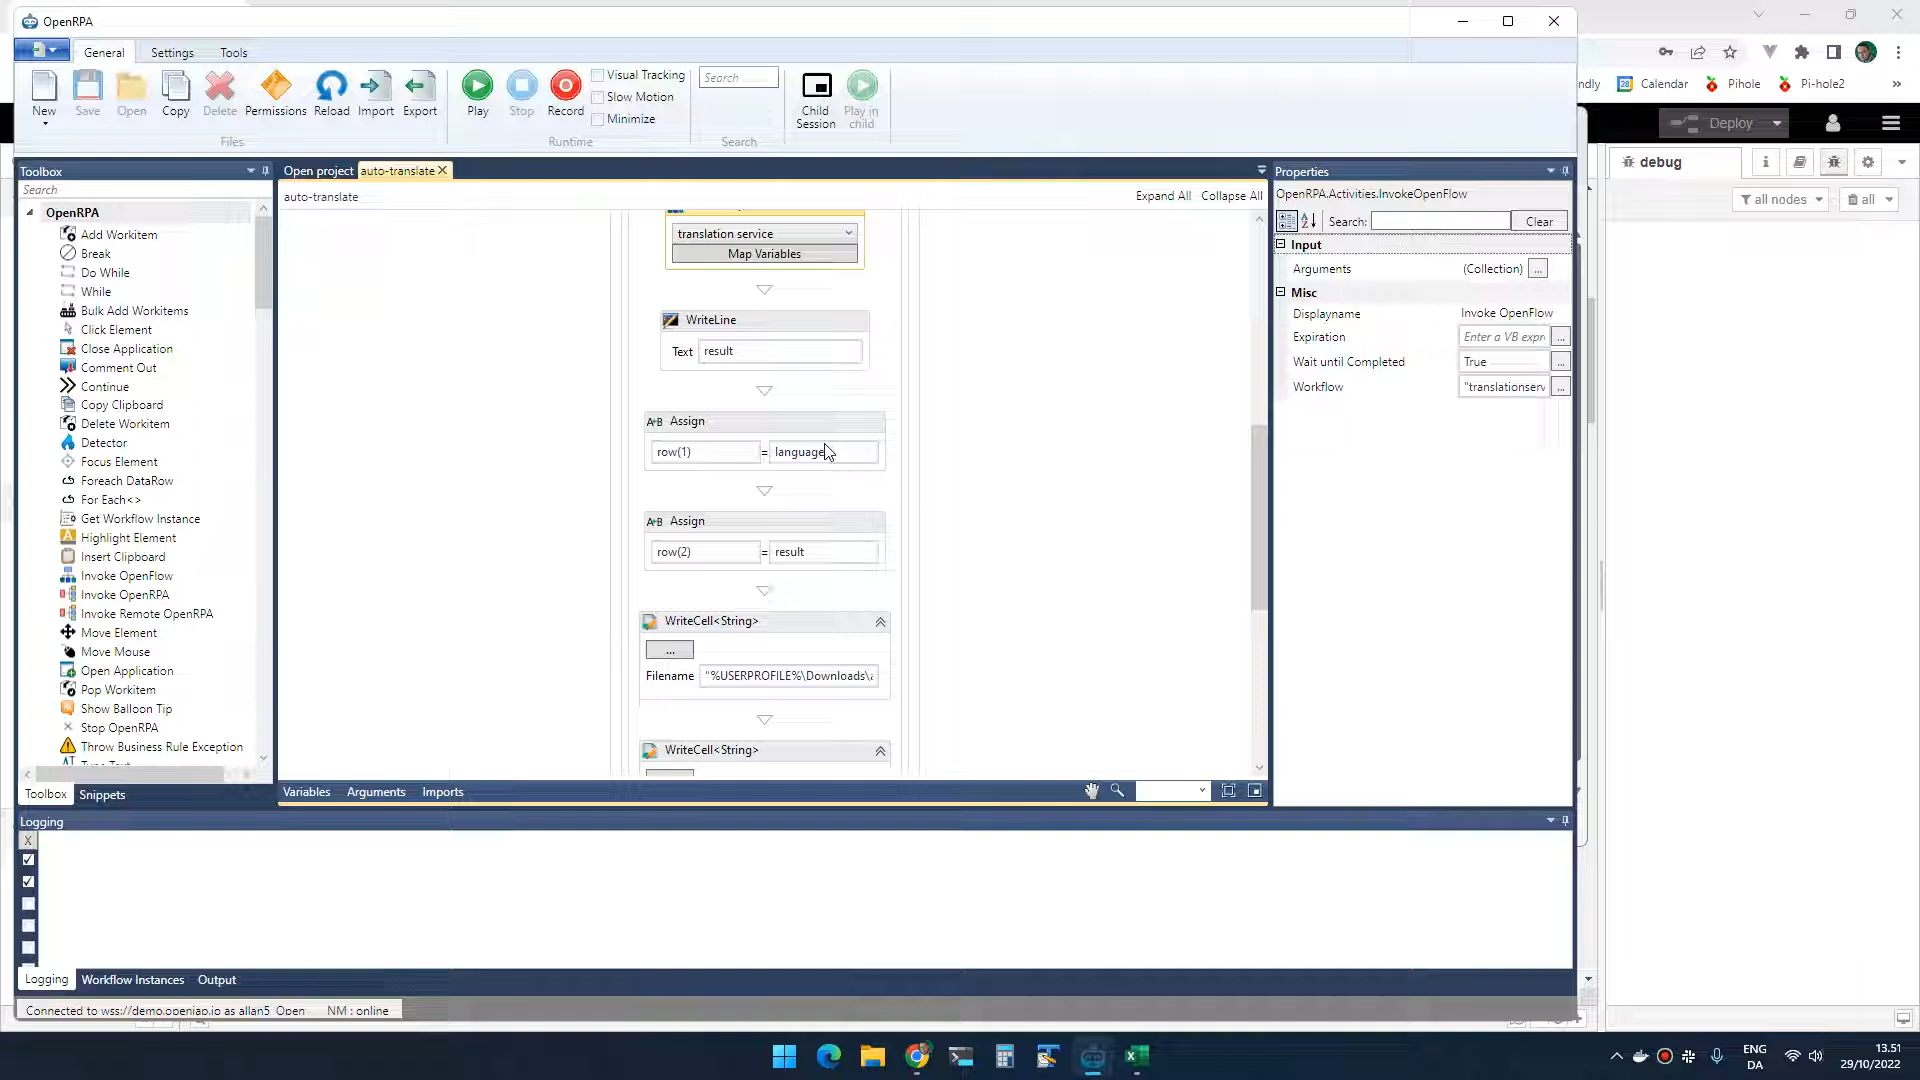 OpenRPA
General Settings Tools
New Save Open Copy Delete Permissions Reload Import Export
Files
Play Stop Record
Visual Tracking
Slow Motion
Minimize
Runtime
Search
Search
Child Session
Play in child
ndly Calendar Pihole Pi-hole2 »
Deploy
debug
all nodes all
Toolbox
Search
OpenRPA
Add Workitem
Break
Do While
While
Bulk Add Workitems
Click Element
Close Application
Comment Out
Continue
Copy Clipboard
Delete Workitem
Detector
Focus Element
Foreach DataRow
For Each<>
Get Workflow Instance
Highlight Element
Insert Clipboard
Invoke OpenFlow
Invoke OpenRPA
Invoke Remote OpenRPA
Move Element
Move Mouse
Open Application
Pop Workitem
Show Balloon Tip
Stop OpenRPA
Throw Business Rule Exception
Toolbox Snippets
Open project auto-translate
auto-translate
Expand All Collapse All
translation service
Map Variables
WriteLine
Text result
A+B Assign
row(1) = language
A+B Assign
row(2) = result
WriteCell<String>
...
Filename "%USERPROFILE%\Downloads\a
WriteCell<String>
Variables Arguments Imports
Properties
OpenRPA.Activities.InvokeOpenFlow
Search: Clear
Input
Arguments (Collection) ...
Misc
Displayname Invoke OpenFlow
Expiration Enter a VB expr ...
Wait until Completed True ...
Workflow "translationserv ...
Logging
X
Logging Workflow Instances Output
Connected to wss://demo.openiap.io as allan5 Open NM : online
ENG
DA
13.51
29/10/2022